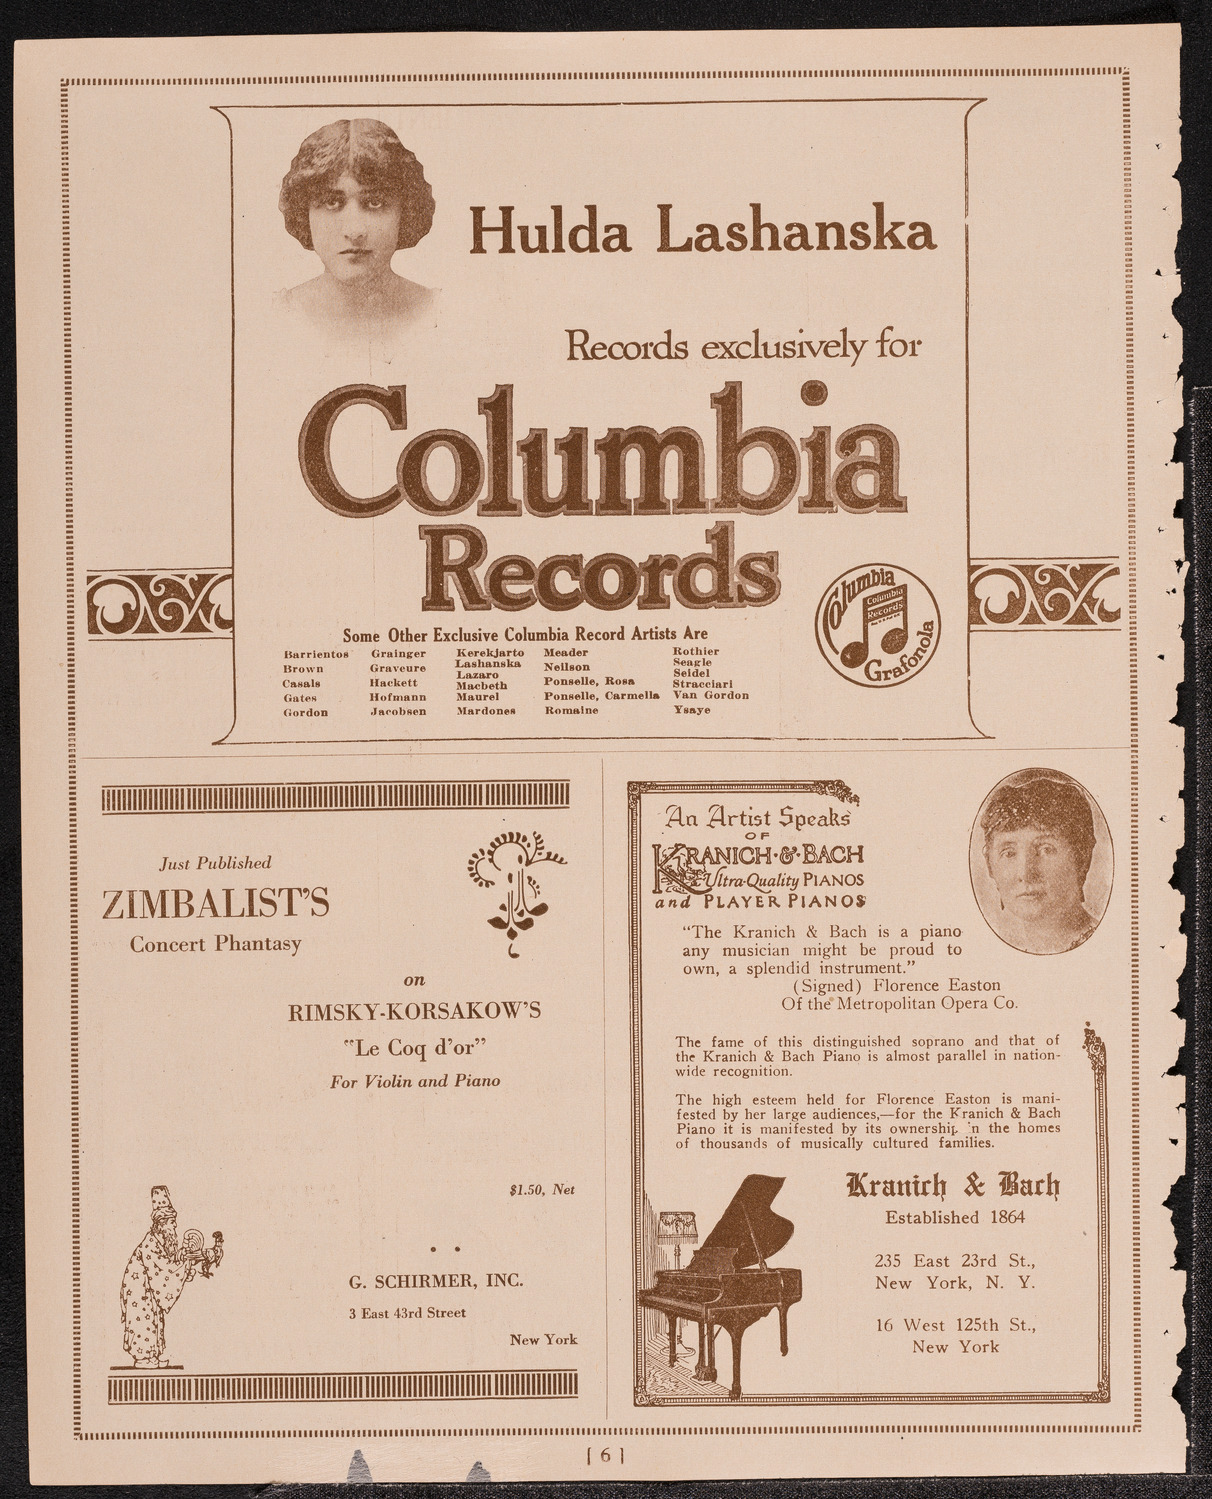 Hulda Lashanska
Records exclusively for
Columbia
Records
Some Other Exclusive Columbia Record Artists Are
Barrientos
Brown
Casals
Gates
Gordon
Grainger
Graveure
Hackett
Hofmann
Jacobsen
Kerekjarto
Lashanska
Lazaro
Macbeth
Maurel
Mardones
Meader
Neilson
Ponselle, Rosa
Ponselle, Carmella
Romaine
Rothier
Seagle
Seidel
Stracciari
Van Gordon
Ysaye
Columbia
Columbia
Records
Grafonola
Just Published
ZIMBALIST'S
Concert Phantasy
on
RIMSKY-KORSAKOW'S
"Le Coq d'or"
For Violin and Piano
$1.50, Net
G. SCHIRMER, INC.
3 East 43rd Street
New York
An Artist Speaks
OF
KRANICH·&·BACH
Ultra-Quality PIANOS
and PLAYER PIANOS
"The Kranich & Bach is a piano
any musician might be proud to
own, a splendid instrument."
(Signed) Florence Easton
Of the Metropolitan Opera Co.
The fame of this distinguished soprano and that of
the Kranich & Bach Piano is almost parallel in nation-
wide recognition.
The high esteem held for Florence Easton is mani-
fested by her large audiences,—for the Kranich & Bach
Piano it is manifested by its ownership 'n the homes
of thousands of musically cultured families.
Kranich & Bach
Established 1864
235 East 23rd St.,
New York, N. Y.
16 West 125th St.,
New York
[ 6 ]